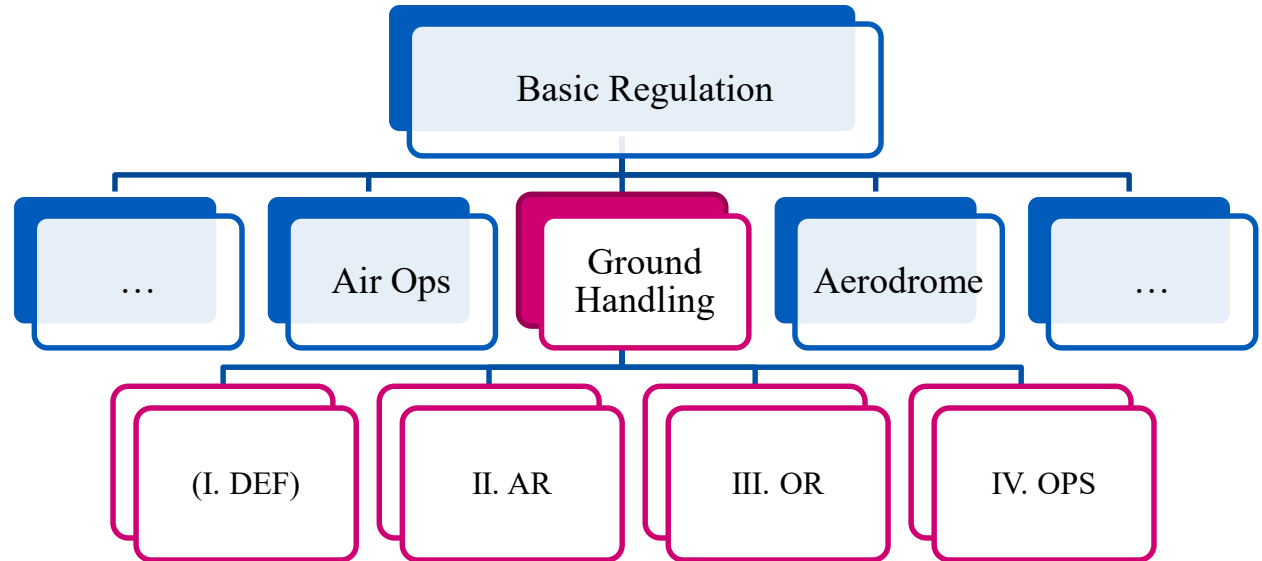 Basic Regulation
…
Air Ops
Ground
Handling
Aerodrome
…
(I. DEF)
II. AR
III. OR
IV. OPS